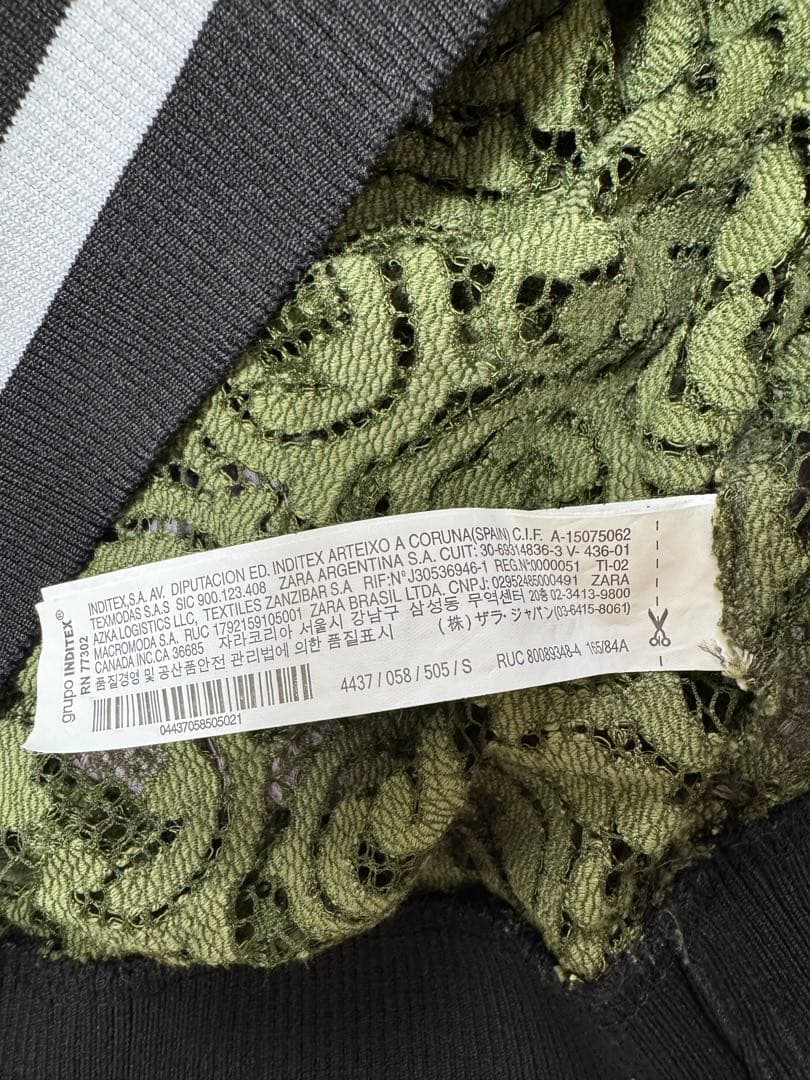 grupo INDITEX®
RN 77302
INDITEX,S.A. AV. DIPUTACION ED. INDITEX ARTEIXO A CORUNA(SPAIN) C.I.F. A-15075062
TEXMODAS S.A.S SIC 900.123.408 ZARA ARGENTINA S.A. CUIT: 30-69314836-3 V- 436-01
AZKA LOGISTICS LLC, TEXTILES ZANZIBAR S.A RIF:Nº J30536946-1 REG.Nº0000051 TI-02
MACROMODA S.A. RUC 1792159105001 ZARA BRASIL LTDA. CNPJ: 02952485000491 ZARA
CANADA INC.CA 36685 자라코리아 서울시 강남구 삼성동 무역센터 20층 02-3413-9800
품질경영 및 공산품안전 관리법에 의한 품질표시 (株) ザラ・ジャパン(03-6415-8061)
04437058505021
4437 / 058 / 505 / S
RUC 80089348-4 165/84A